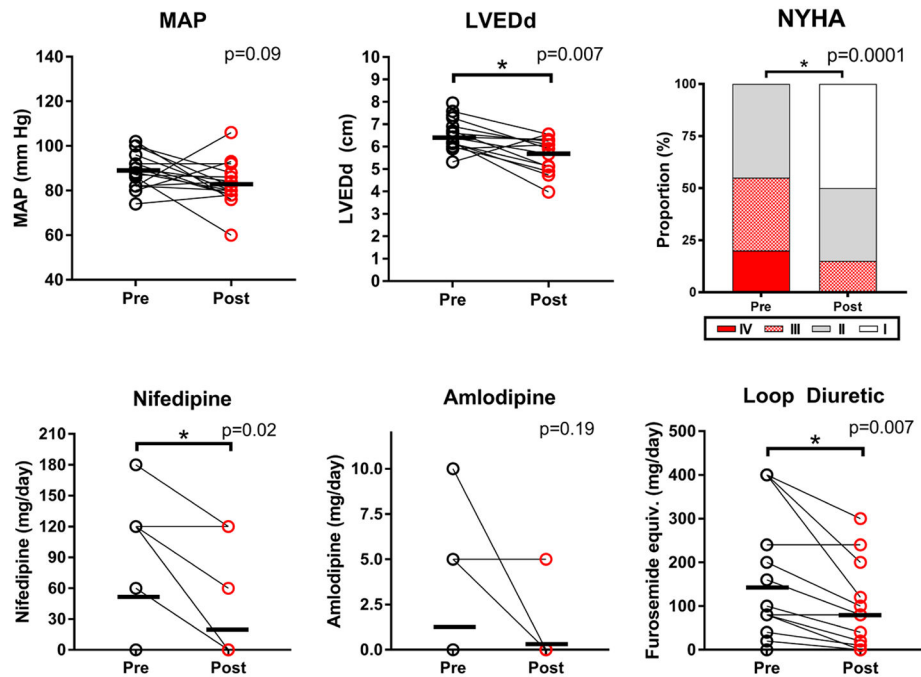 MAP
p=0.09
MAP (mm Hg)
140
120
100
80
60
40
Pre
Post
LVEDd
p=0.007
*
LVEDd (cm)
10
9
8
7
6
5
4
3
2
1
0
Pre
Post
NYHA
p=0.0001
*
Proportion (%)
100
75
50
25
0
Pre
Post
IV III II I
Nifedipine
p=0.02
*
Nifedipine (mg/day)
210
180
150
120
90
60
30
0
Pre
Post
Amlodipine
p=0.19
Amlodipine (mg/day)
10.0
7.5
5.0
2.5
0.0
Pre
Post
Loop Diuretic
p=0.007
*
Furosemide equiv. (mg/day)
500
400
300
200
100
0
Pre
Post